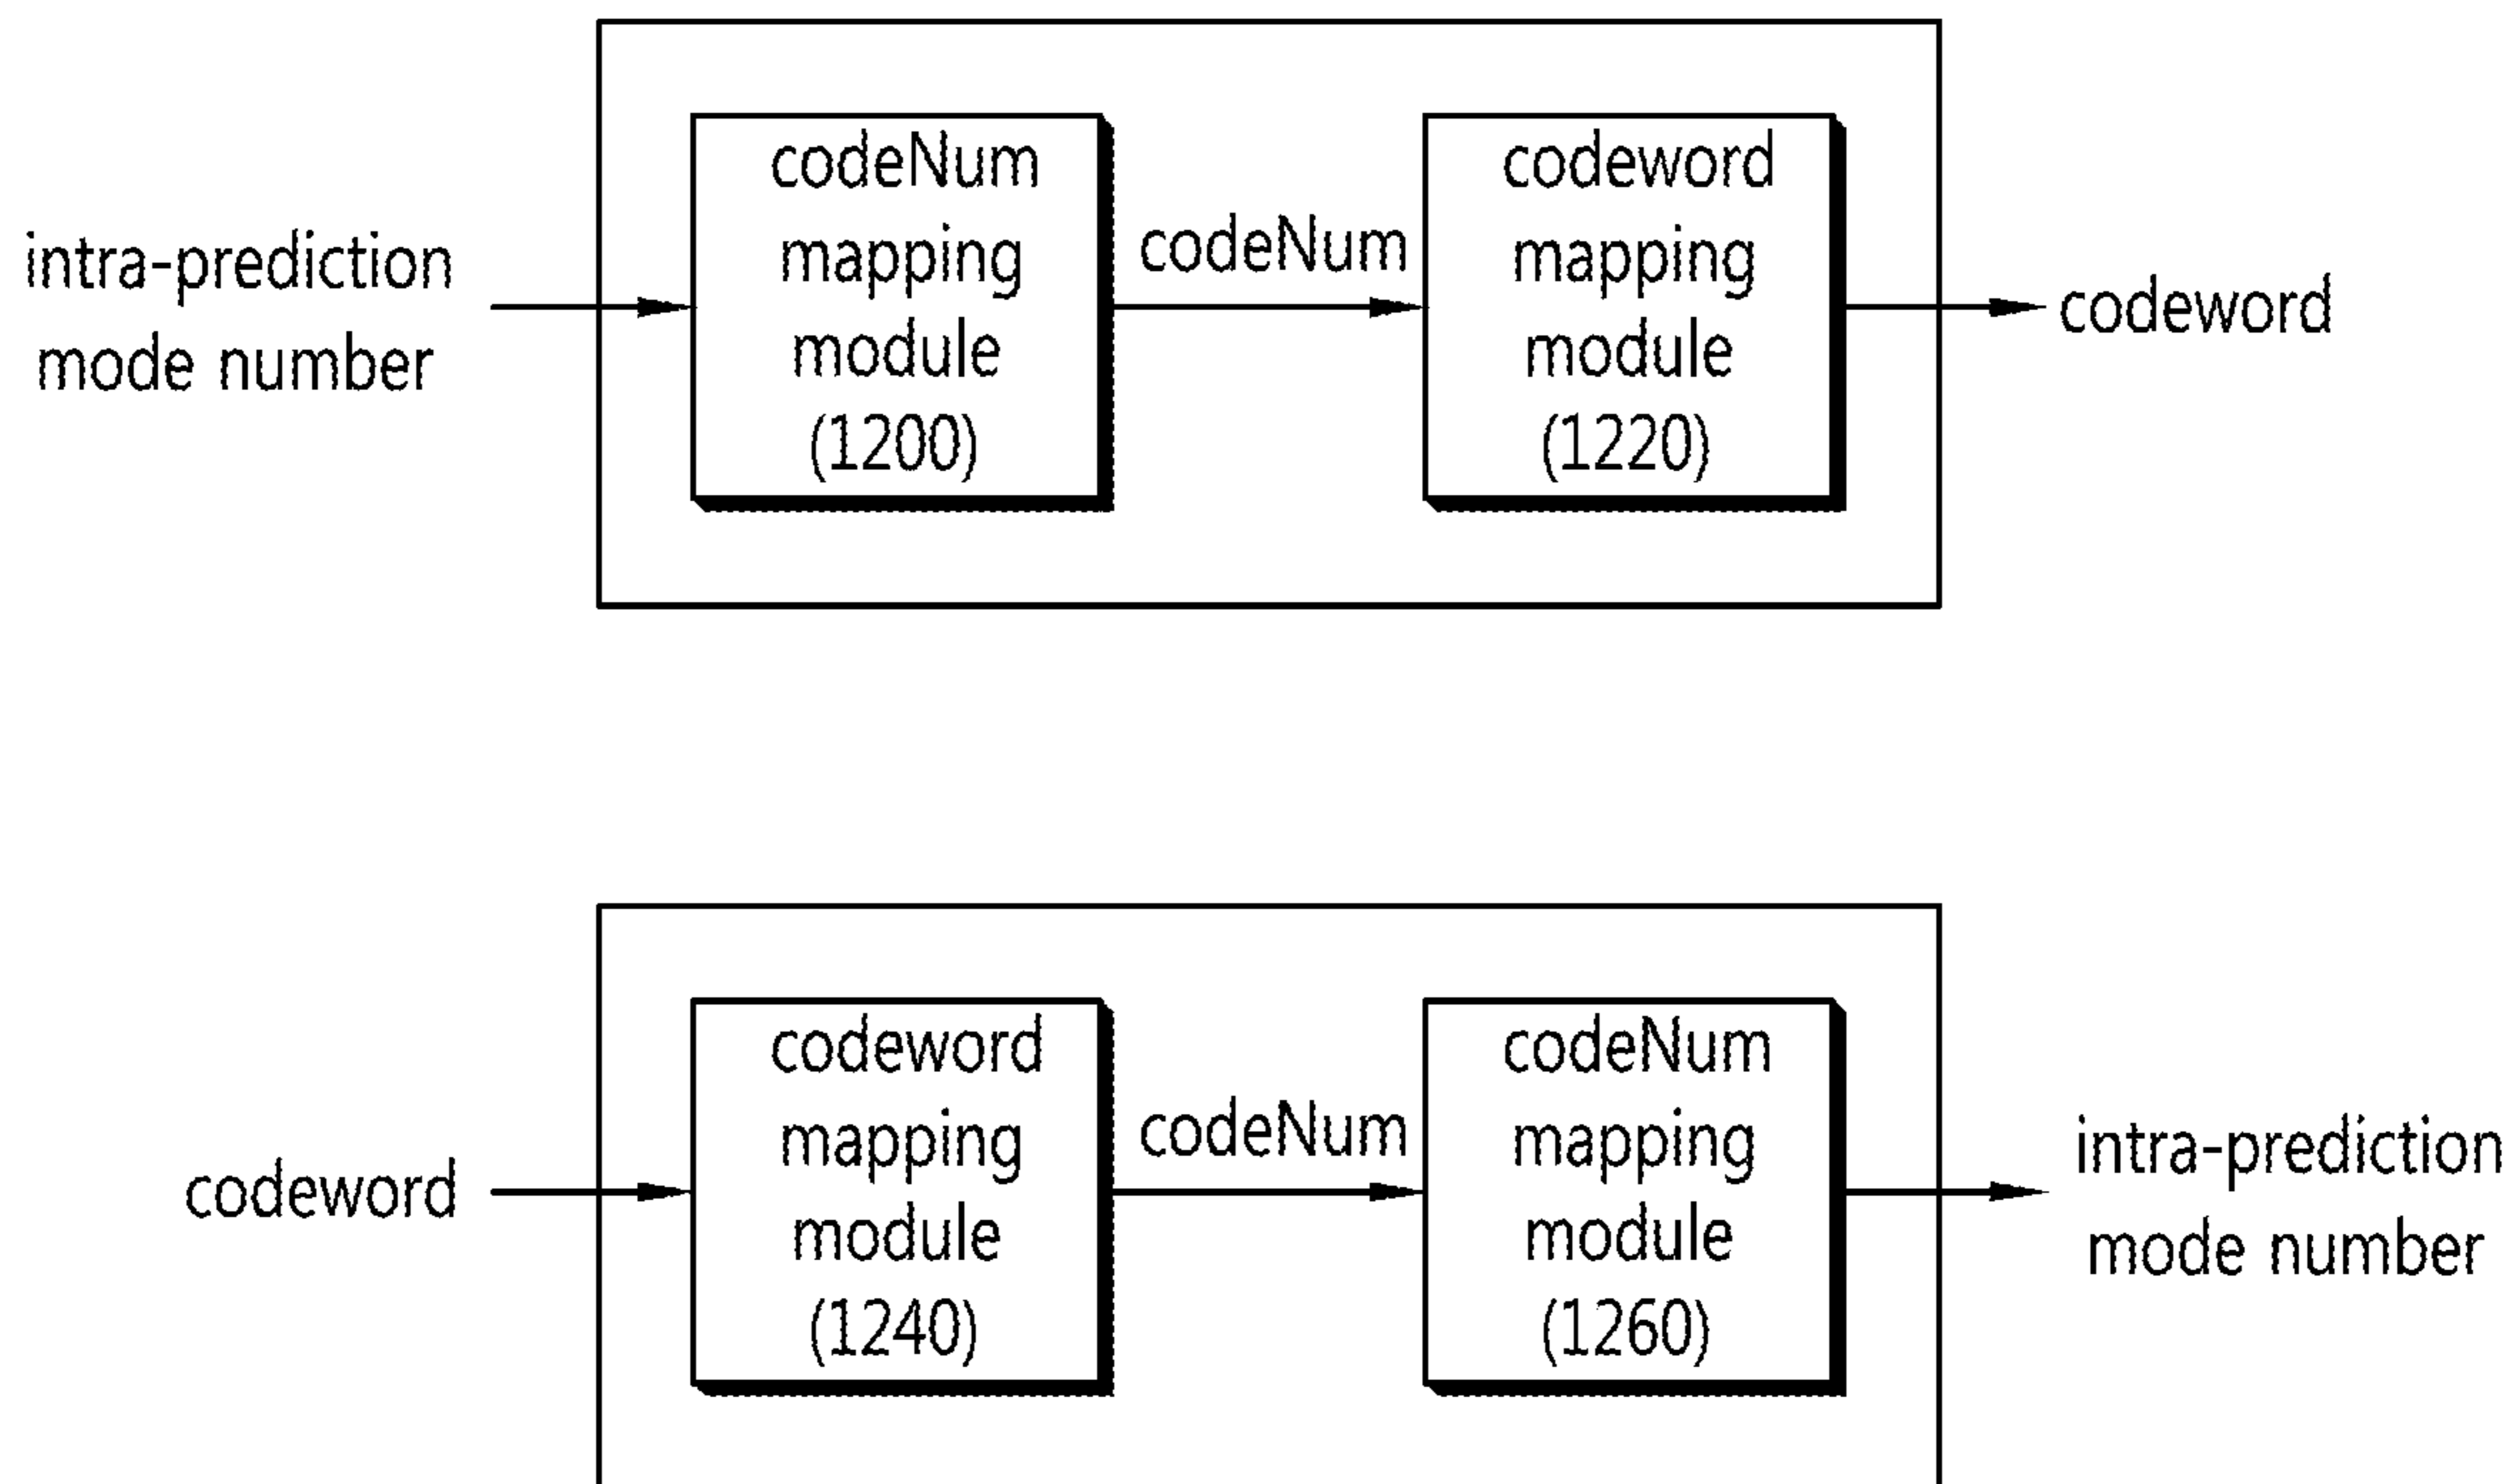 intra-prediction
mode number
codeNum
mapping
module
(1200)
codeNum
codeword
mapping
module
(1220)
codeword
codeword
codeword
mapping
module
(1240)
codeNum
codeNum
mapping
module
(1260)
intra-prediction
mode number